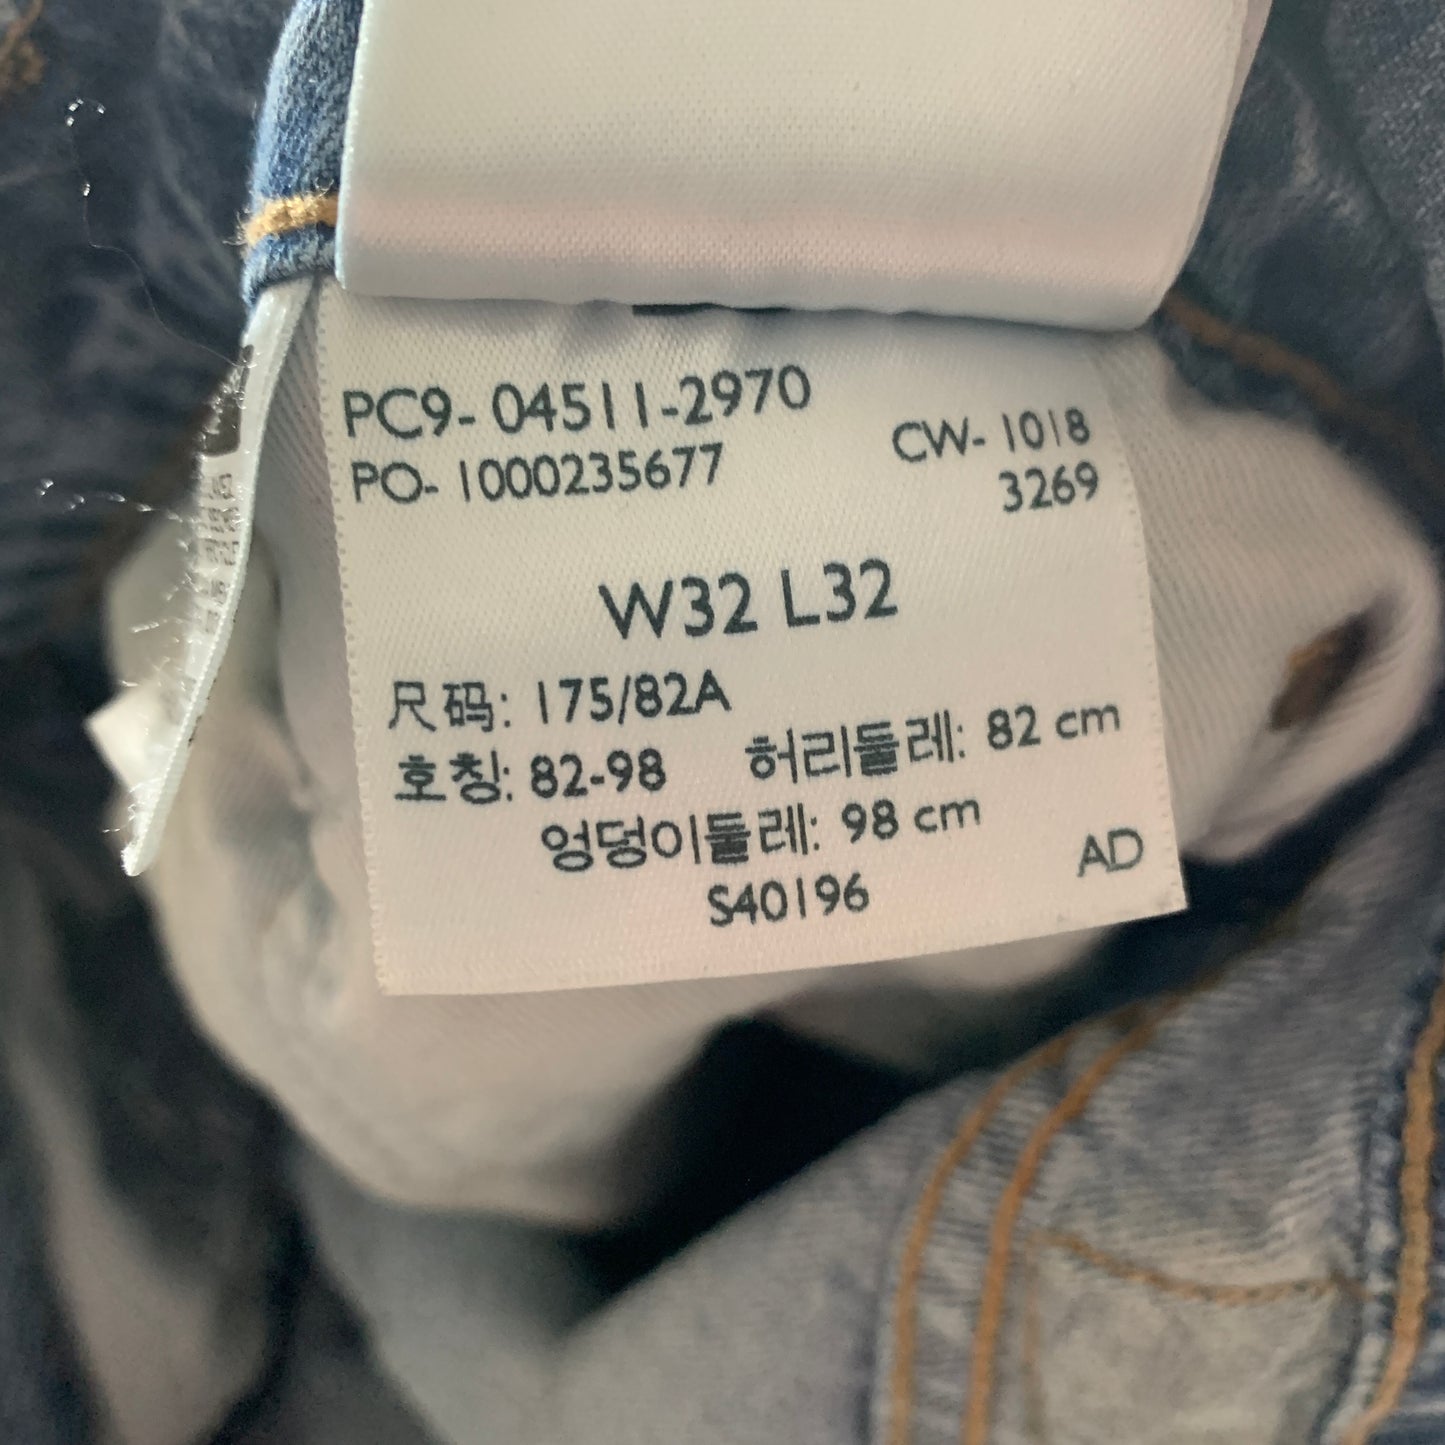 PC9- 04511-2970
PO- 1000235677
CW- 1018
3269
W32 L32
尺码: 175/82A
호칭: 82-98 허리둘레: 82 cm
엉덩이둘레: 98 cm
S40196
AD